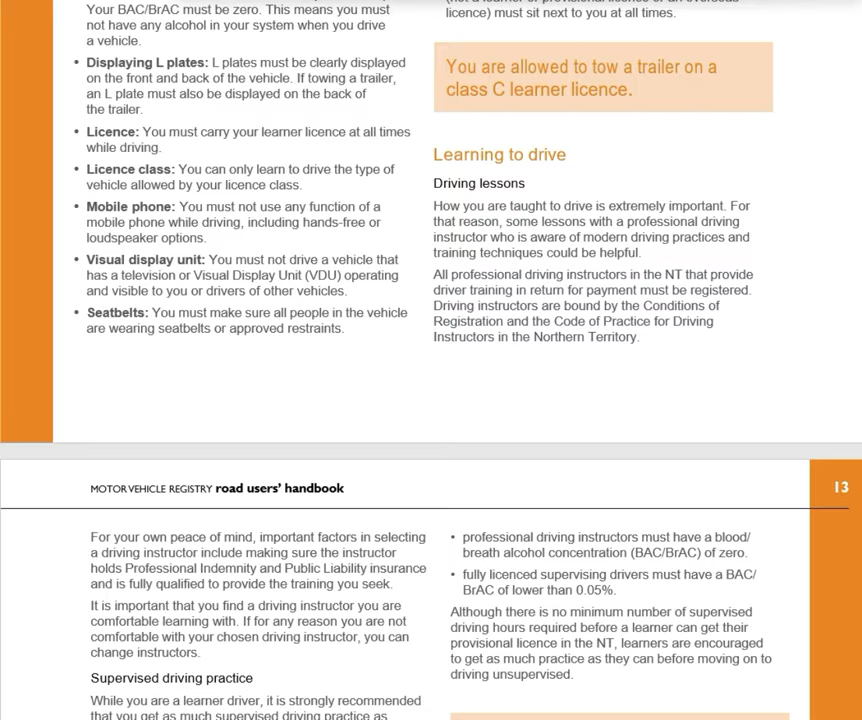 Your BAC/BrAC must be zero. This means you must
not have any alcohol in your system when you drive
a vehicle.
• Displaying L plates: L plates must be clearly displayed
on the front and back of the vehicle. If towing a trailer,
an L plate must also be displayed on the back of
the trailer.
• Licence: You must carry your learner licence at all times
while driving.
• Licence class: You can only learn to drive the type of
vehicle allowed by your licence class.
• Mobile phone: You must not use any function of a
mobile phone while driving, including hands-free or
loudspeaker options.
• Visual display unit: You must not drive a vehicle that
has a television or Visual Display Unit (VDU) operating
and visible to you or drivers of other vehicles.
• Seatbelts: You must make sure all people in the vehicle
are wearing seatbelts or approved restraints.
(not a learner or provisional licence or an overseas
licence) must sit next to you at all times.
You are allowed to tow a trailer on a
class C learner licence.
Learning to drive
Driving lessons
How you are taught to drive is extremely important. For
that reason, some lessons with a professional driving
instructor who is aware of modern driving practices and
training techniques could be helpful.
All professional driving instructors in the NT that provide
driver training in return for payment must be registered.
Driving instructors are bound by the Conditions of
Registration and the Code of Practice for Driving
Instructors in the Northern Territory.
MOTOR VEHICLE REGISTRY road users' handbook
13
For your own peace of mind, important factors in selecting
a driving instructor include making sure the instructor
holds Professional Indemnity and Public Liability insurance
and is fully qualified to provide the training you seek.
It is important that you find a driving instructor you are
comfortable learning with. If for any reason you are not
comfortable with your chosen driving instructor, you can
change instructors.
Supervised driving practice
While you are a learner driver, it is strongly recommended
that you get as much supervised driving practice as
• professional driving instructors must have a blood/
breath alcohol concentration (BAC/BrAC) of zero.
• fully licenced supervising drivers must have a BAC/
BrAC of lower than 0.05%.
Although there is no minimum number of supervised
driving hours required before a learner can get their
provisional licence in the NT, learners are encouraged
to get as much practice as they can before moving on to
driving unsupervised.